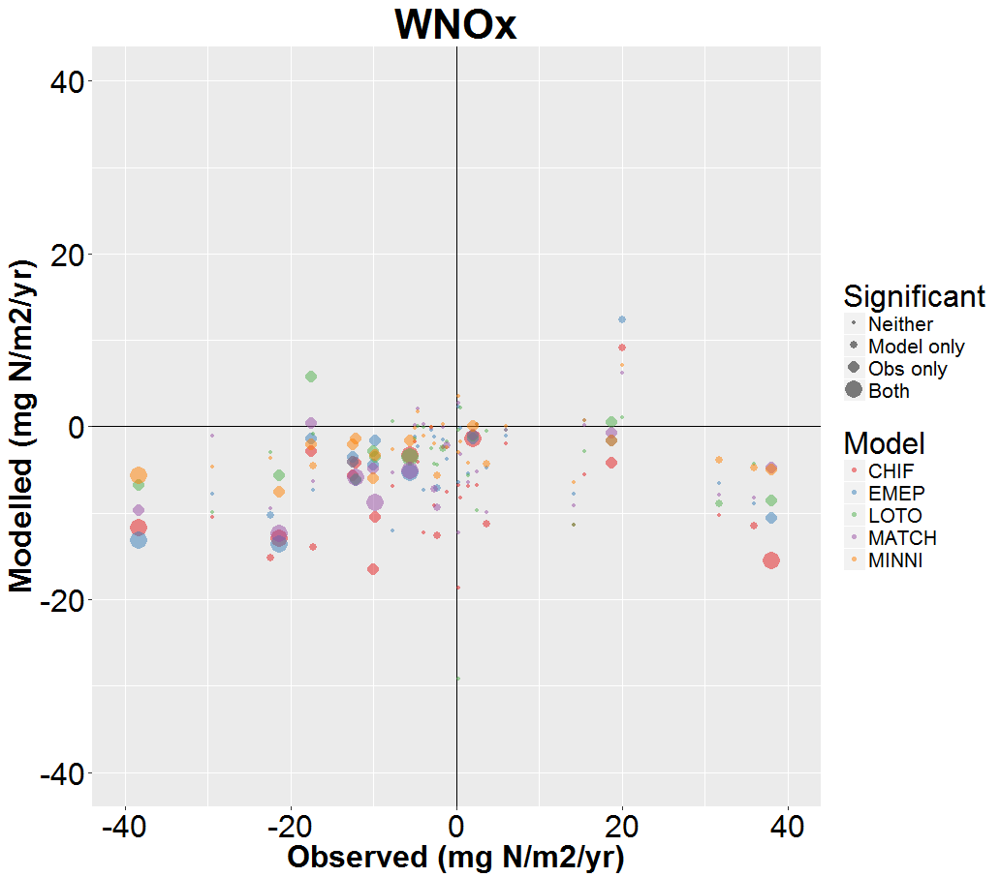 WNOx
40
20
0
-20
-40
Modelled (mg N/m2/yr)
-40 -20 0 20 40
Observed (mg N/m2/yr)
Significant
Neither
Model only
Obs only
Both
Model
CHIF
EMEP
LOTO
MATCH
MINNI